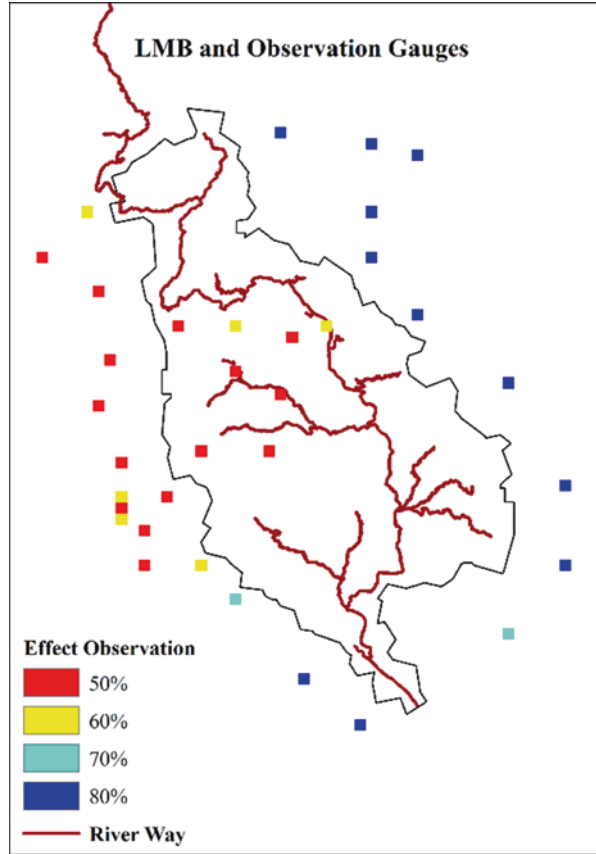 LMB and Observation Gauges
Effect Observation
50%
60%
70%
80%
River Way